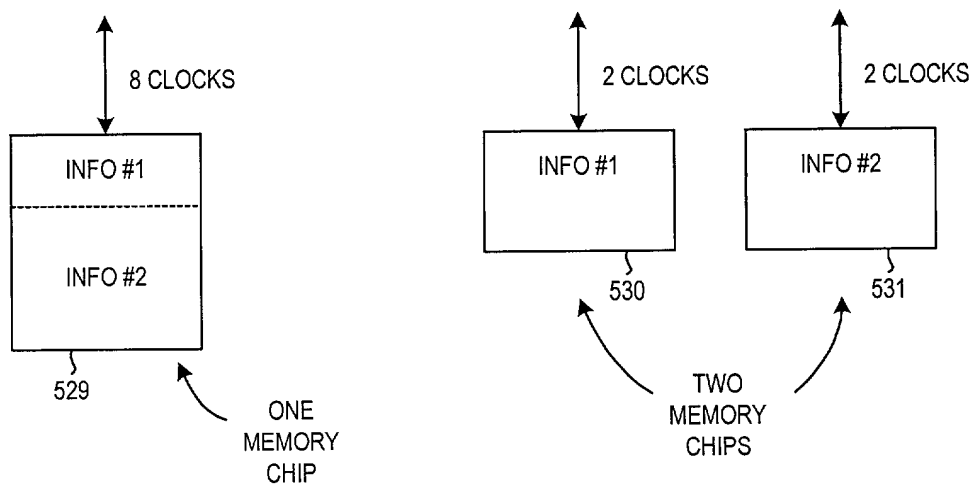 8 CLOCKS
INFO #1
INFO #2
529
ONE
MEMORY
CHIP
2 CLOCKS
2 CLOCKS
INFO #1
INFO #2
530
531
TWO
MEMORY
CHIPS